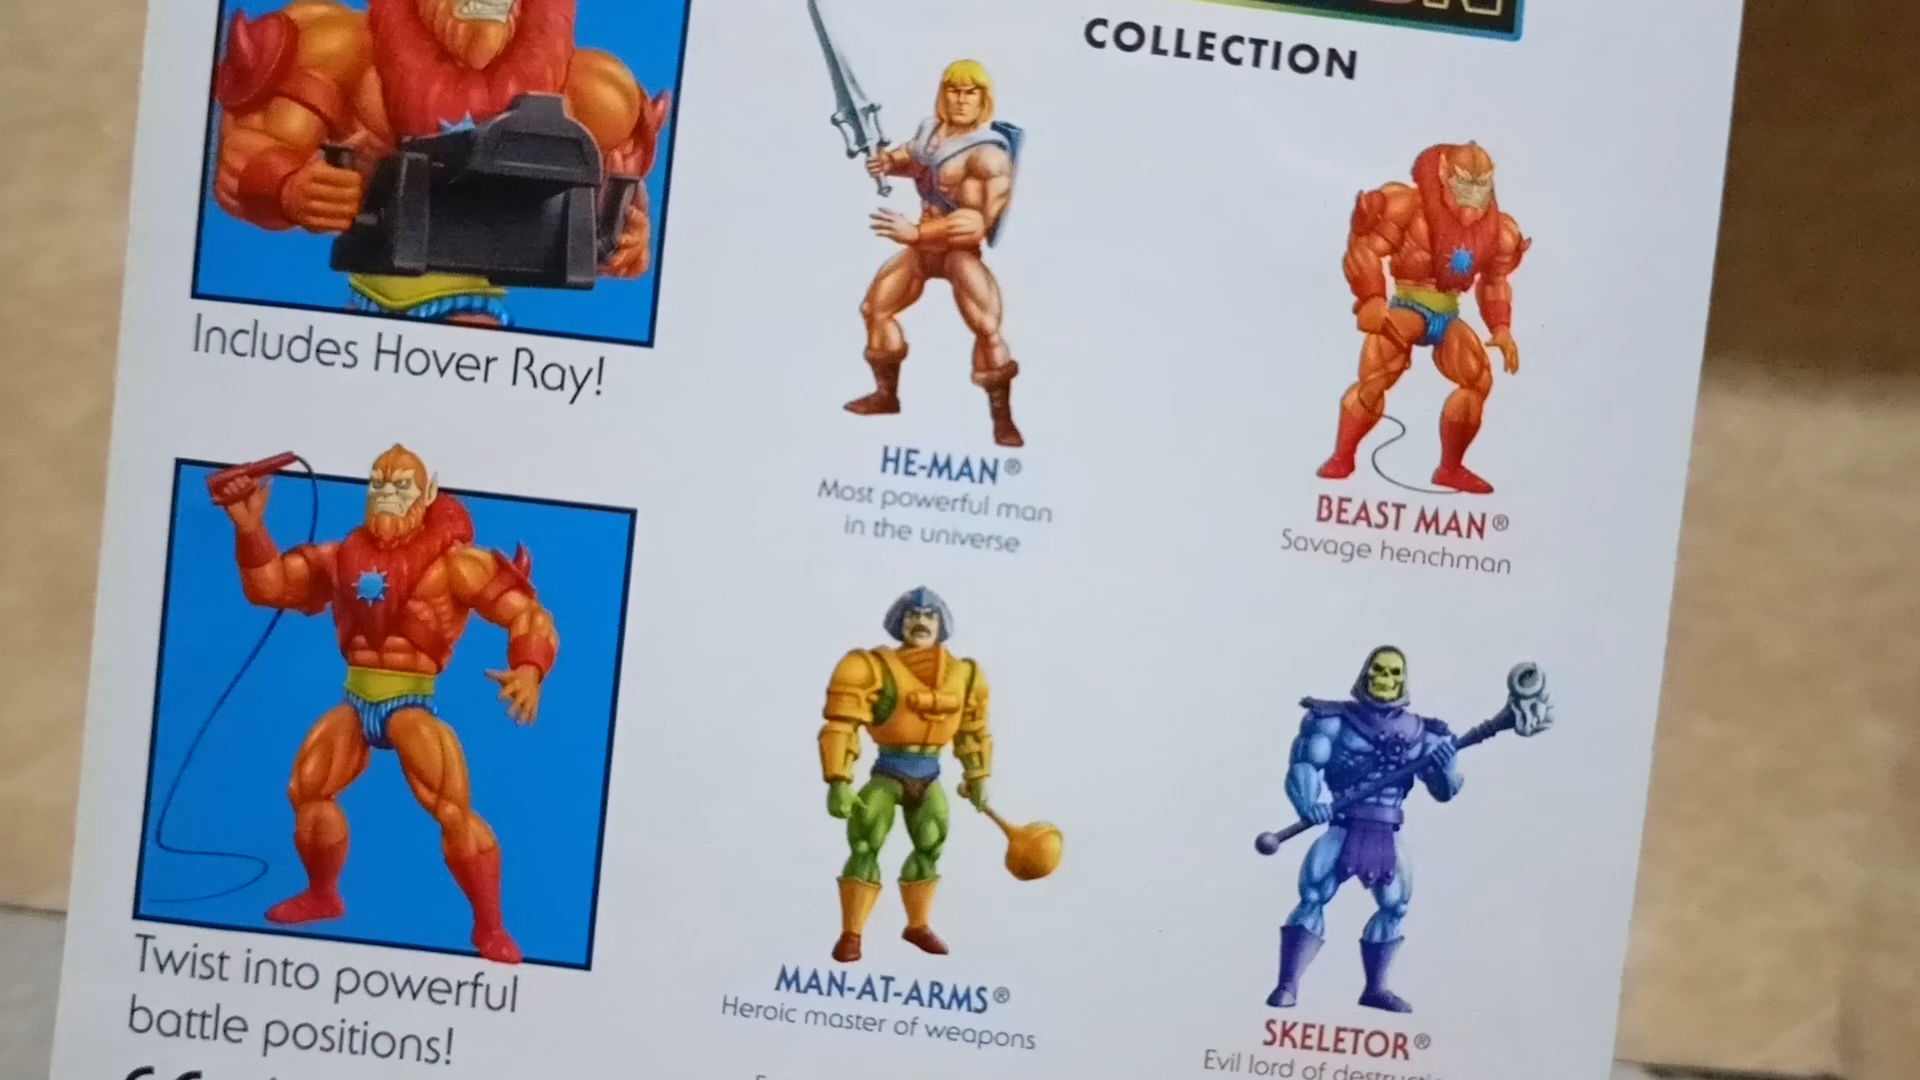 COLLECTION
Includes Hover Ray!
HE-MAN®
Most powerful man
in the universe
BEAST MAN®
Savage henchman
Twist into powerful
battle positions!
MAN-AT-ARMS®
Heroic master of weapons
SKELETOR®
Evil lord of